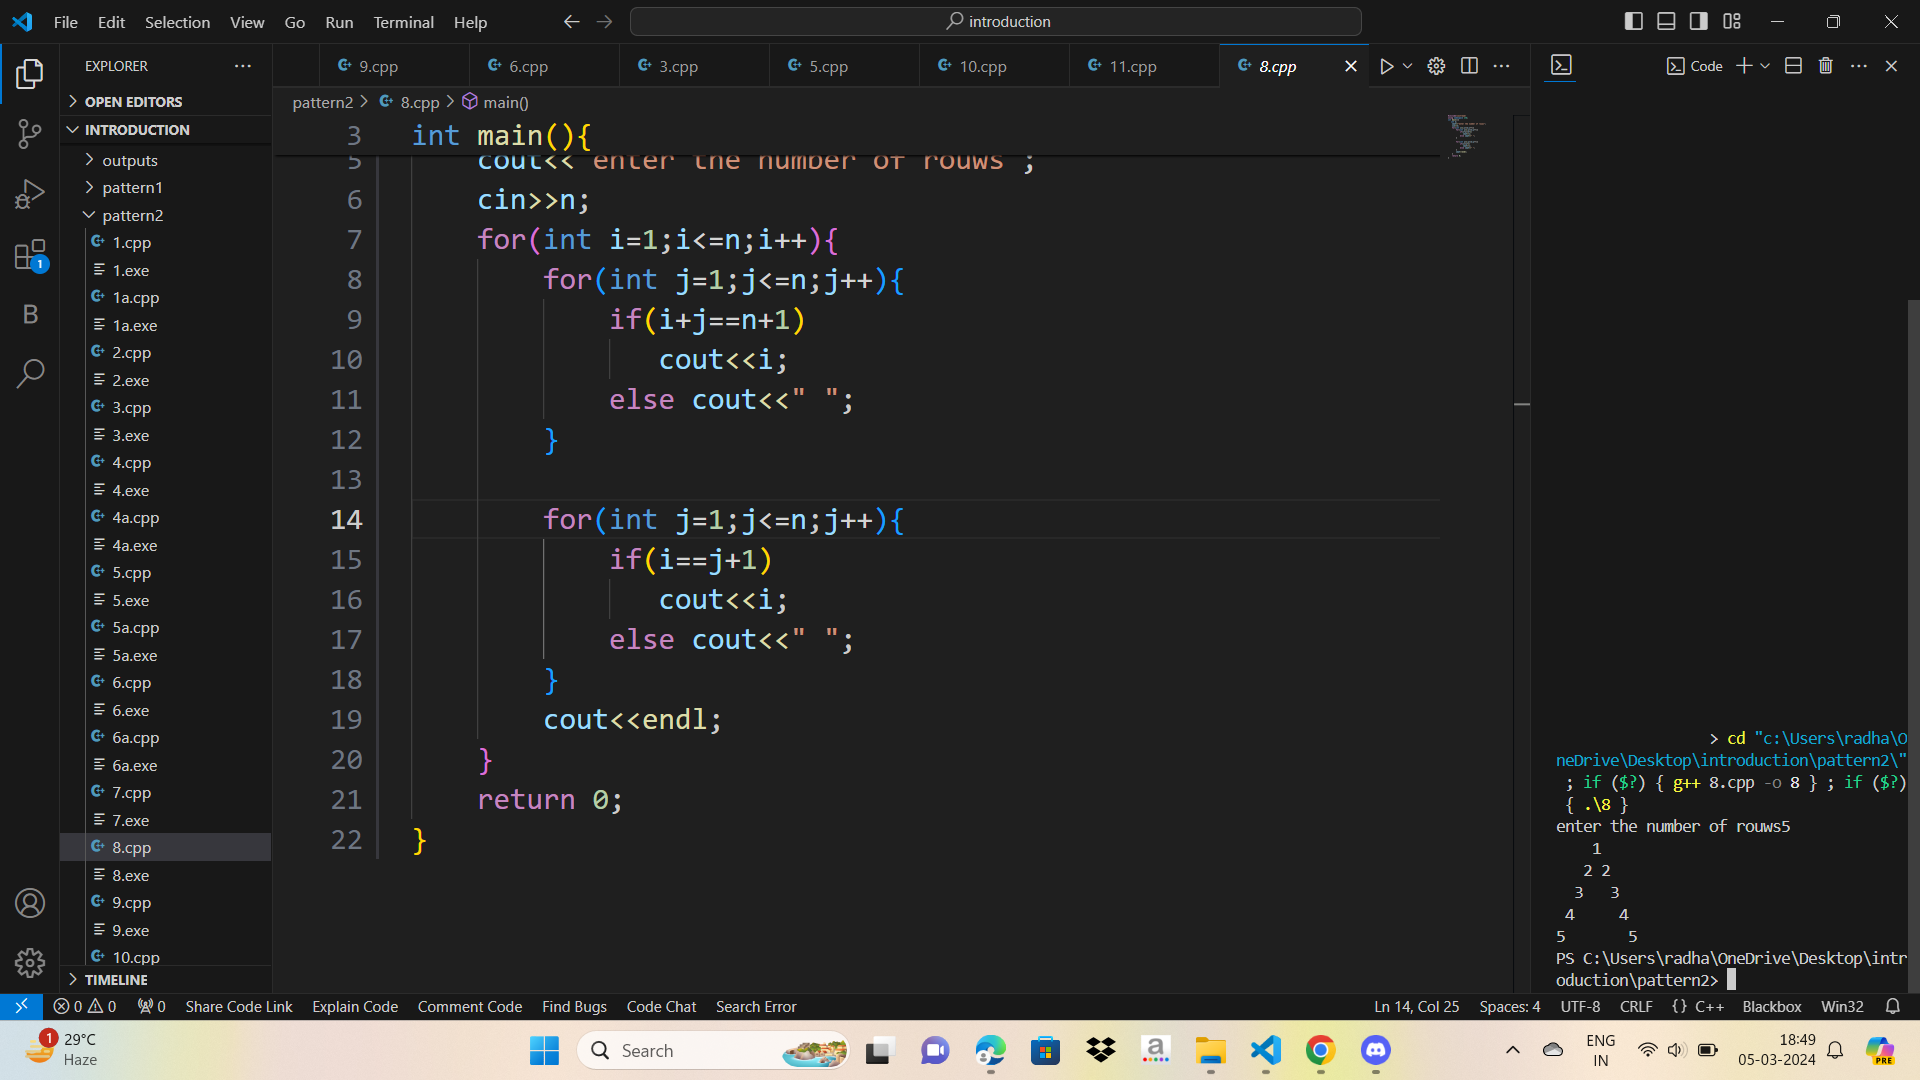 File Edit Selection View Go Run Terminal Help
introduction
EXPLORER
OPEN EDITORS
INTRODUCTION
outputs
pattern1
pattern2
1.cpp
1.exe
1a.cpp
1a.exe
2.cpp
2.exe
3.cpp
3.exe
4.cpp
4.exe
4a.cpp
4a.exe
5.cpp
5.exe
5a.cpp
5a.exe
6.cpp
6.exe
6a.cpp
6a.exe
7.cpp
7.exe
8.cpp
8.exe
9.cpp
9.exe
10.cpp
TIMELINE
9.cpp 6.cpp 3.cpp 5.cpp 10.cpp 11.cpp 8.cpp
pattern2 > 8.cpp > main()
3 int main(){
5 cout<<"enter the number of rouws";
6 cin>>n;
7 for(int i=1;i<=n;i++){
8 for(int j=1;j<=n;j++){
9 if(i+j==n+1)
10 cout<<i;
11 else cout<<" ";
12 }
13
14 for(int j=1;j<=n;j++){
15 if(i==j+1)
16 cout<<i;
17 else cout<<" ";
18 }
19 cout<<endl;
20 }
21 return 0;
22 }
Code
> cd "c:\Users\radha\O
neDrive\Desktop\introduction\pattern2\"
; if ($?) { g++ 8.cpp -o 8 } ; if ($?)
{ .\8 }
enter the number of rouws5
1
2 2
3 3
4 4
5 5
PS C:\Users\radha\OneDrive\Desktop\intr
oduction\pattern2>
0 0 0 Share Code Link Explain Code Comment Code Find Bugs Code Chat Search Error
Ln 14, Col 25 Spaces: 4 UTF-8 CRLF {} C++ Blackbox Win32
1
B
1
29°C
Haze
Search
a
PRE
ENG
IN
18:49
05-03-2024